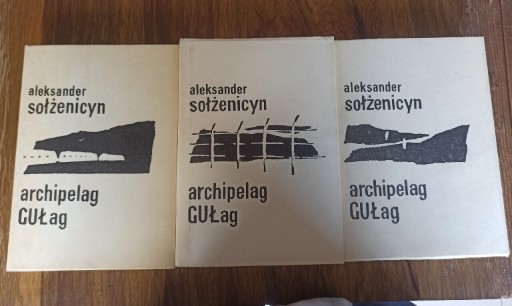 aleksander
sołżenicyn
archipelag
GUŁag
aleksander
sołżenicyn
archipelag
GUŁag
aleksander
sołżenicyn
archipelag
GUŁag